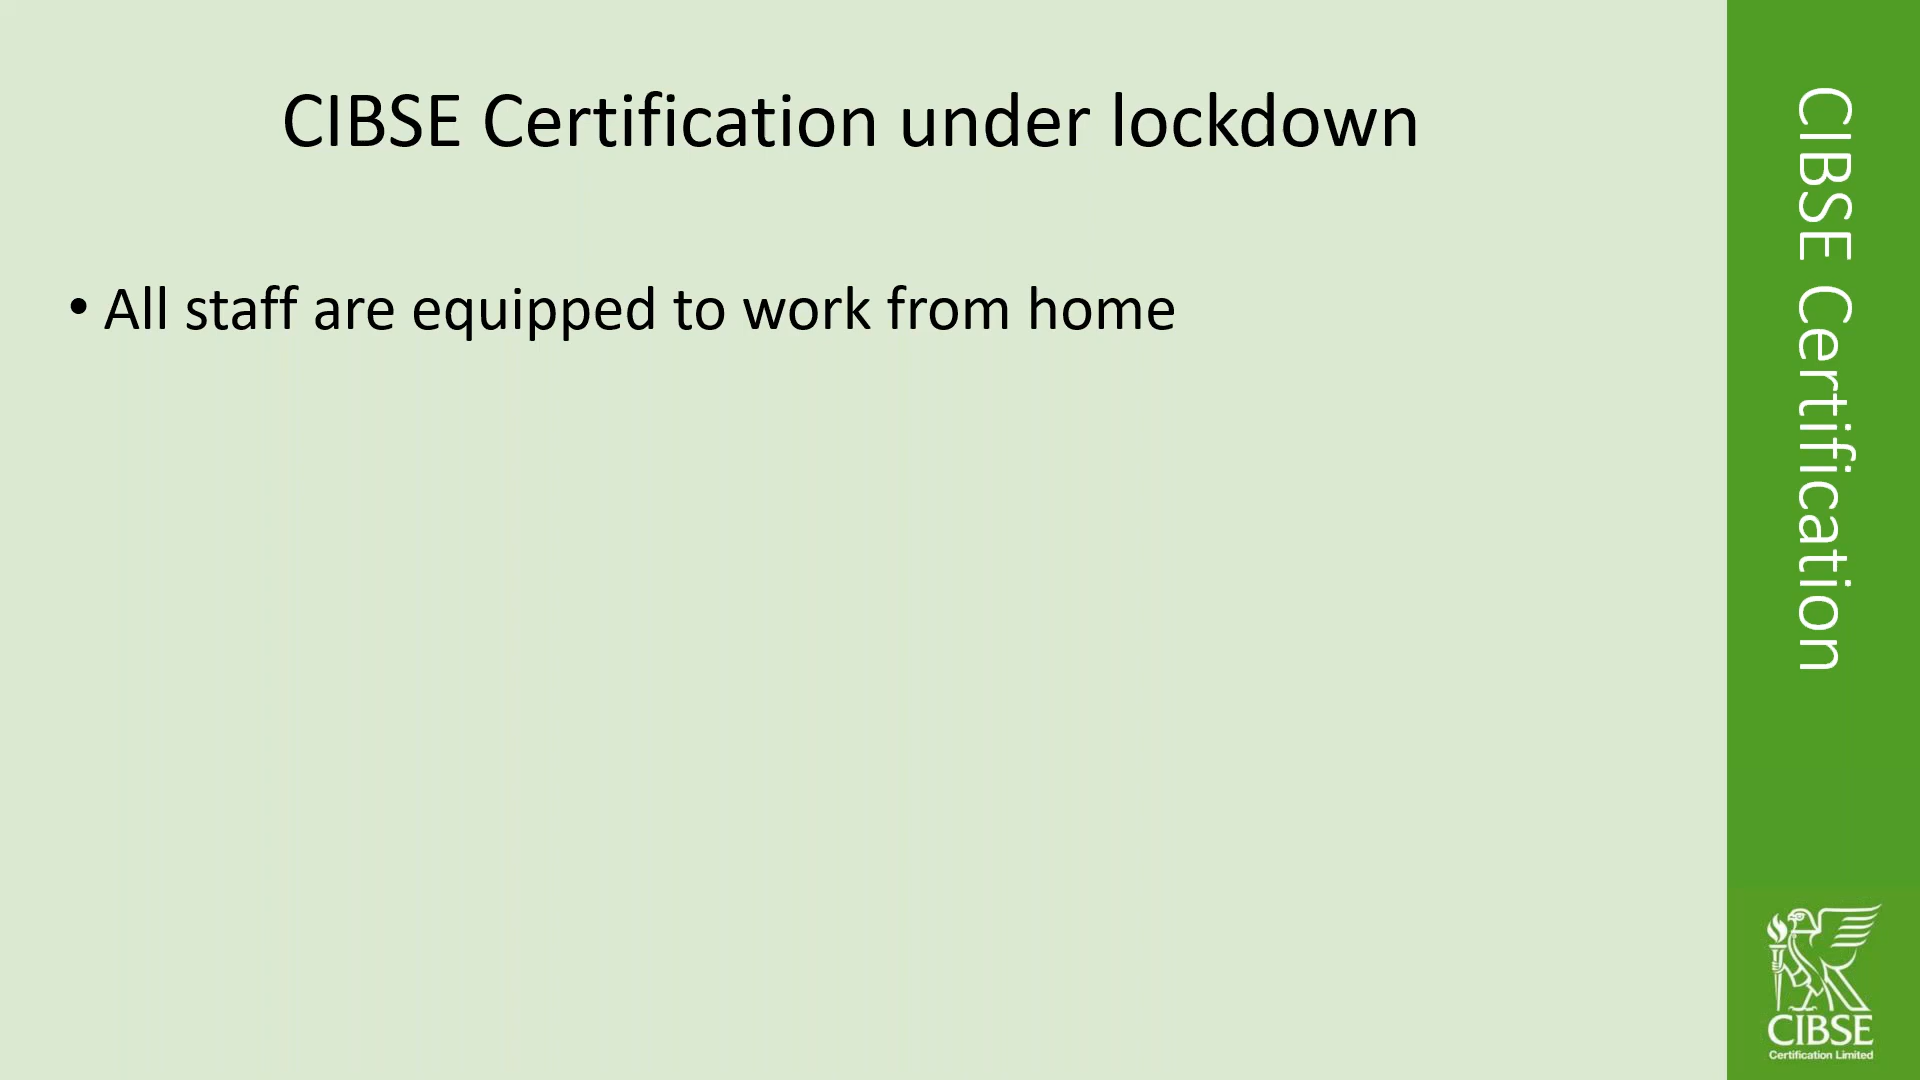 CIBSE Certification under lockdown
• All staff are equipped to work from home
CIBSE Certification
CIBSE
Certification Limited